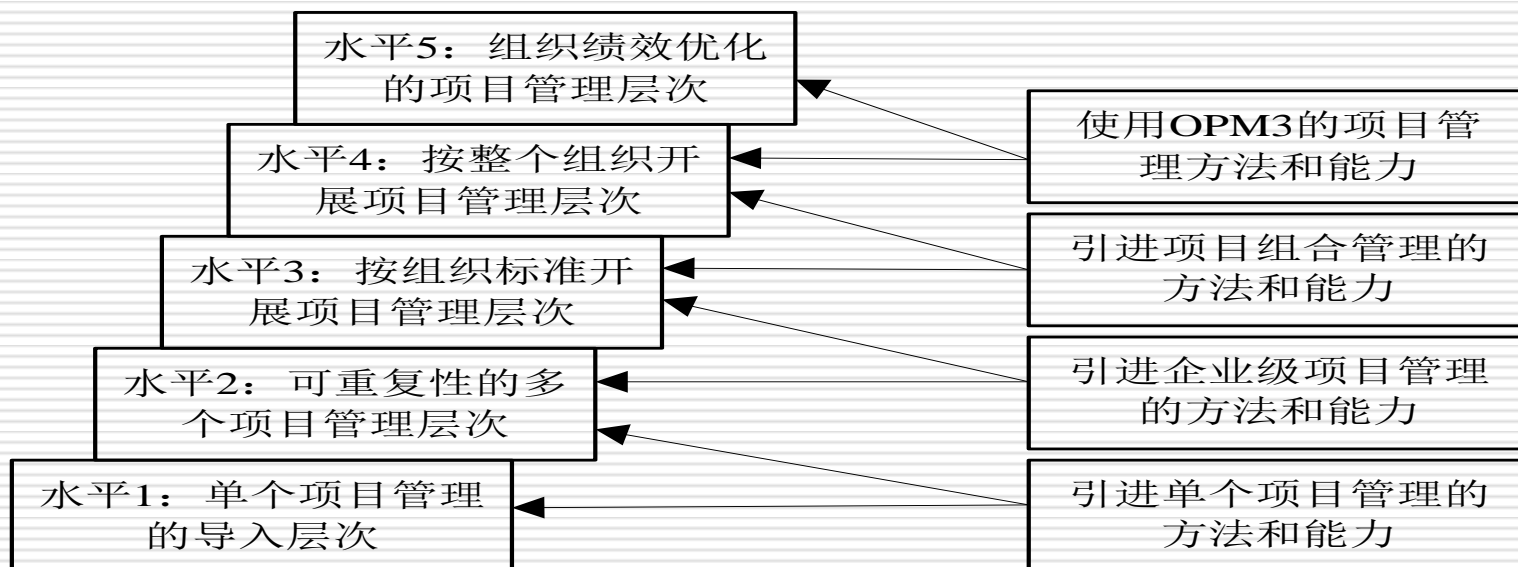 水平5：组织绩效优化
的项目管理层次
水平4：按整个组织开
展项目管理层次
水平3：按组织标准开
展项目管理层次
水平2：可重复性的多
个项目管理层次
水平1：单个项目管理
的导入层次
使用OPM3的项目管
理方法和能力
引进项目组合管理的
方法和能力
引进企业级项目管理
的方法和能力
引进单个项目管理的
方法和能力